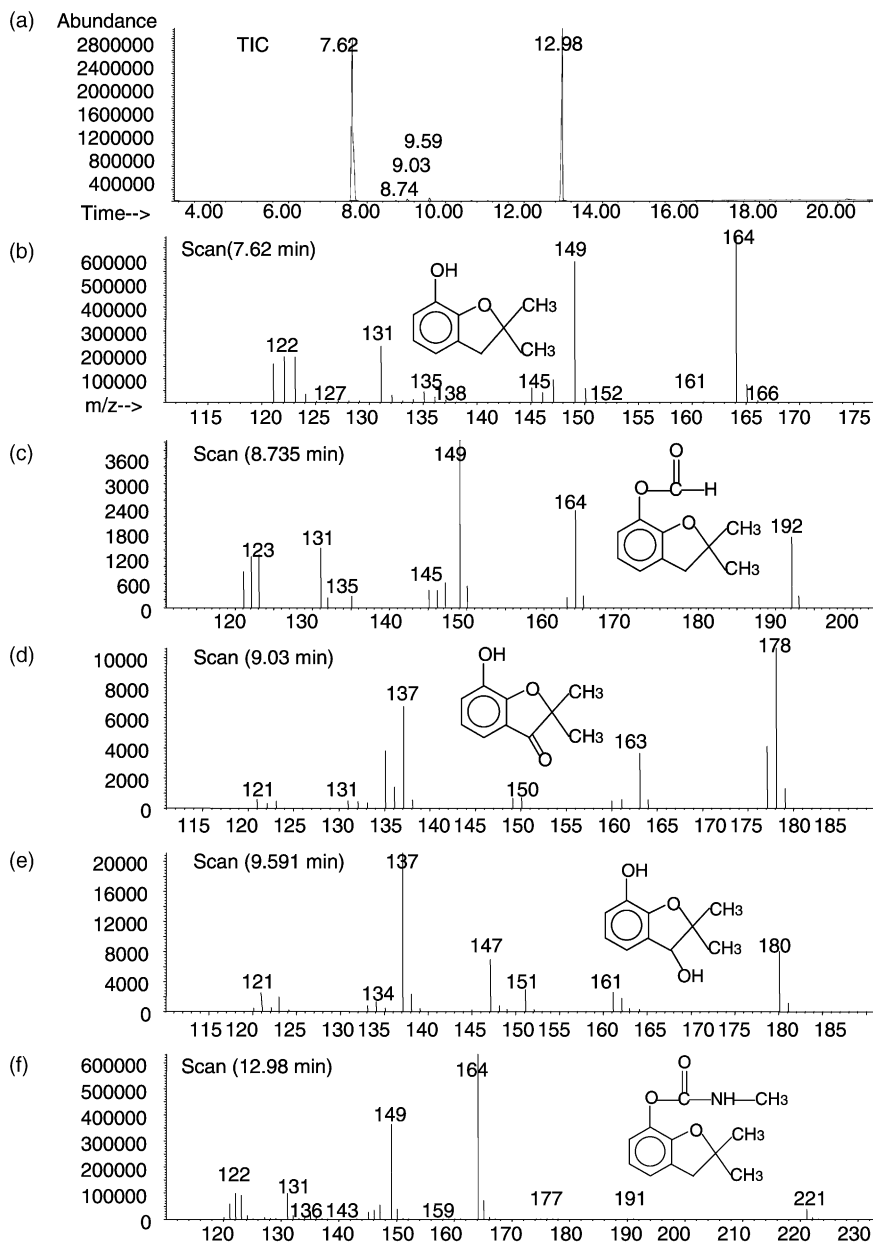 (a) Abundance
2800000 TIC 7.62 12.98
2400000
2000000
1600000
1200000 9.59
800000 9.03
400000 8.74
Time--> 4.00 6.00 8.00 10.00 12.00 14.00 16.00 18.00 20.00
(b) Scan(7.62 min) 149 164
600000 OH
500000 O CH3
400000
300000 131 CH3
200000 122
100000 127 135 138 145 152 161 166
m/z--> 115 125 130 135 140 145 150 155 160 165 170 175
(c) Scan (8.735 min) 149 O
3600
3000 O C H
2400 164 O CH3 192
1800 131
1200 123 CH3
600 135 145
0 120 130 140 150 160 170 180 190 200
(d) Scan (9.03 min) OH 178
10000
8000 137 O CH3
6000
4000 CH3 163
2000 121 131 O 150
0 115 120 125 130 135 140 145 150 155 160 165 170 175 180 185
(e) Scan (9.591 min) 137 OH
20000
16000 O CH3
12000
8000 147 CH3 180
4000 121 134 151 161 OH
0 115 120 125 130 135 140 145 150 155 160 165 170 175 180 185
(f) Scan (12.98 min) 164 O
600000
500000 O C NH CH3
400000 149 O CH3
300000
200000 122 CH3
100000 131 136 143 159 177 191 221
0 120 130 140 150 160 170 180 190 200 210 220 230